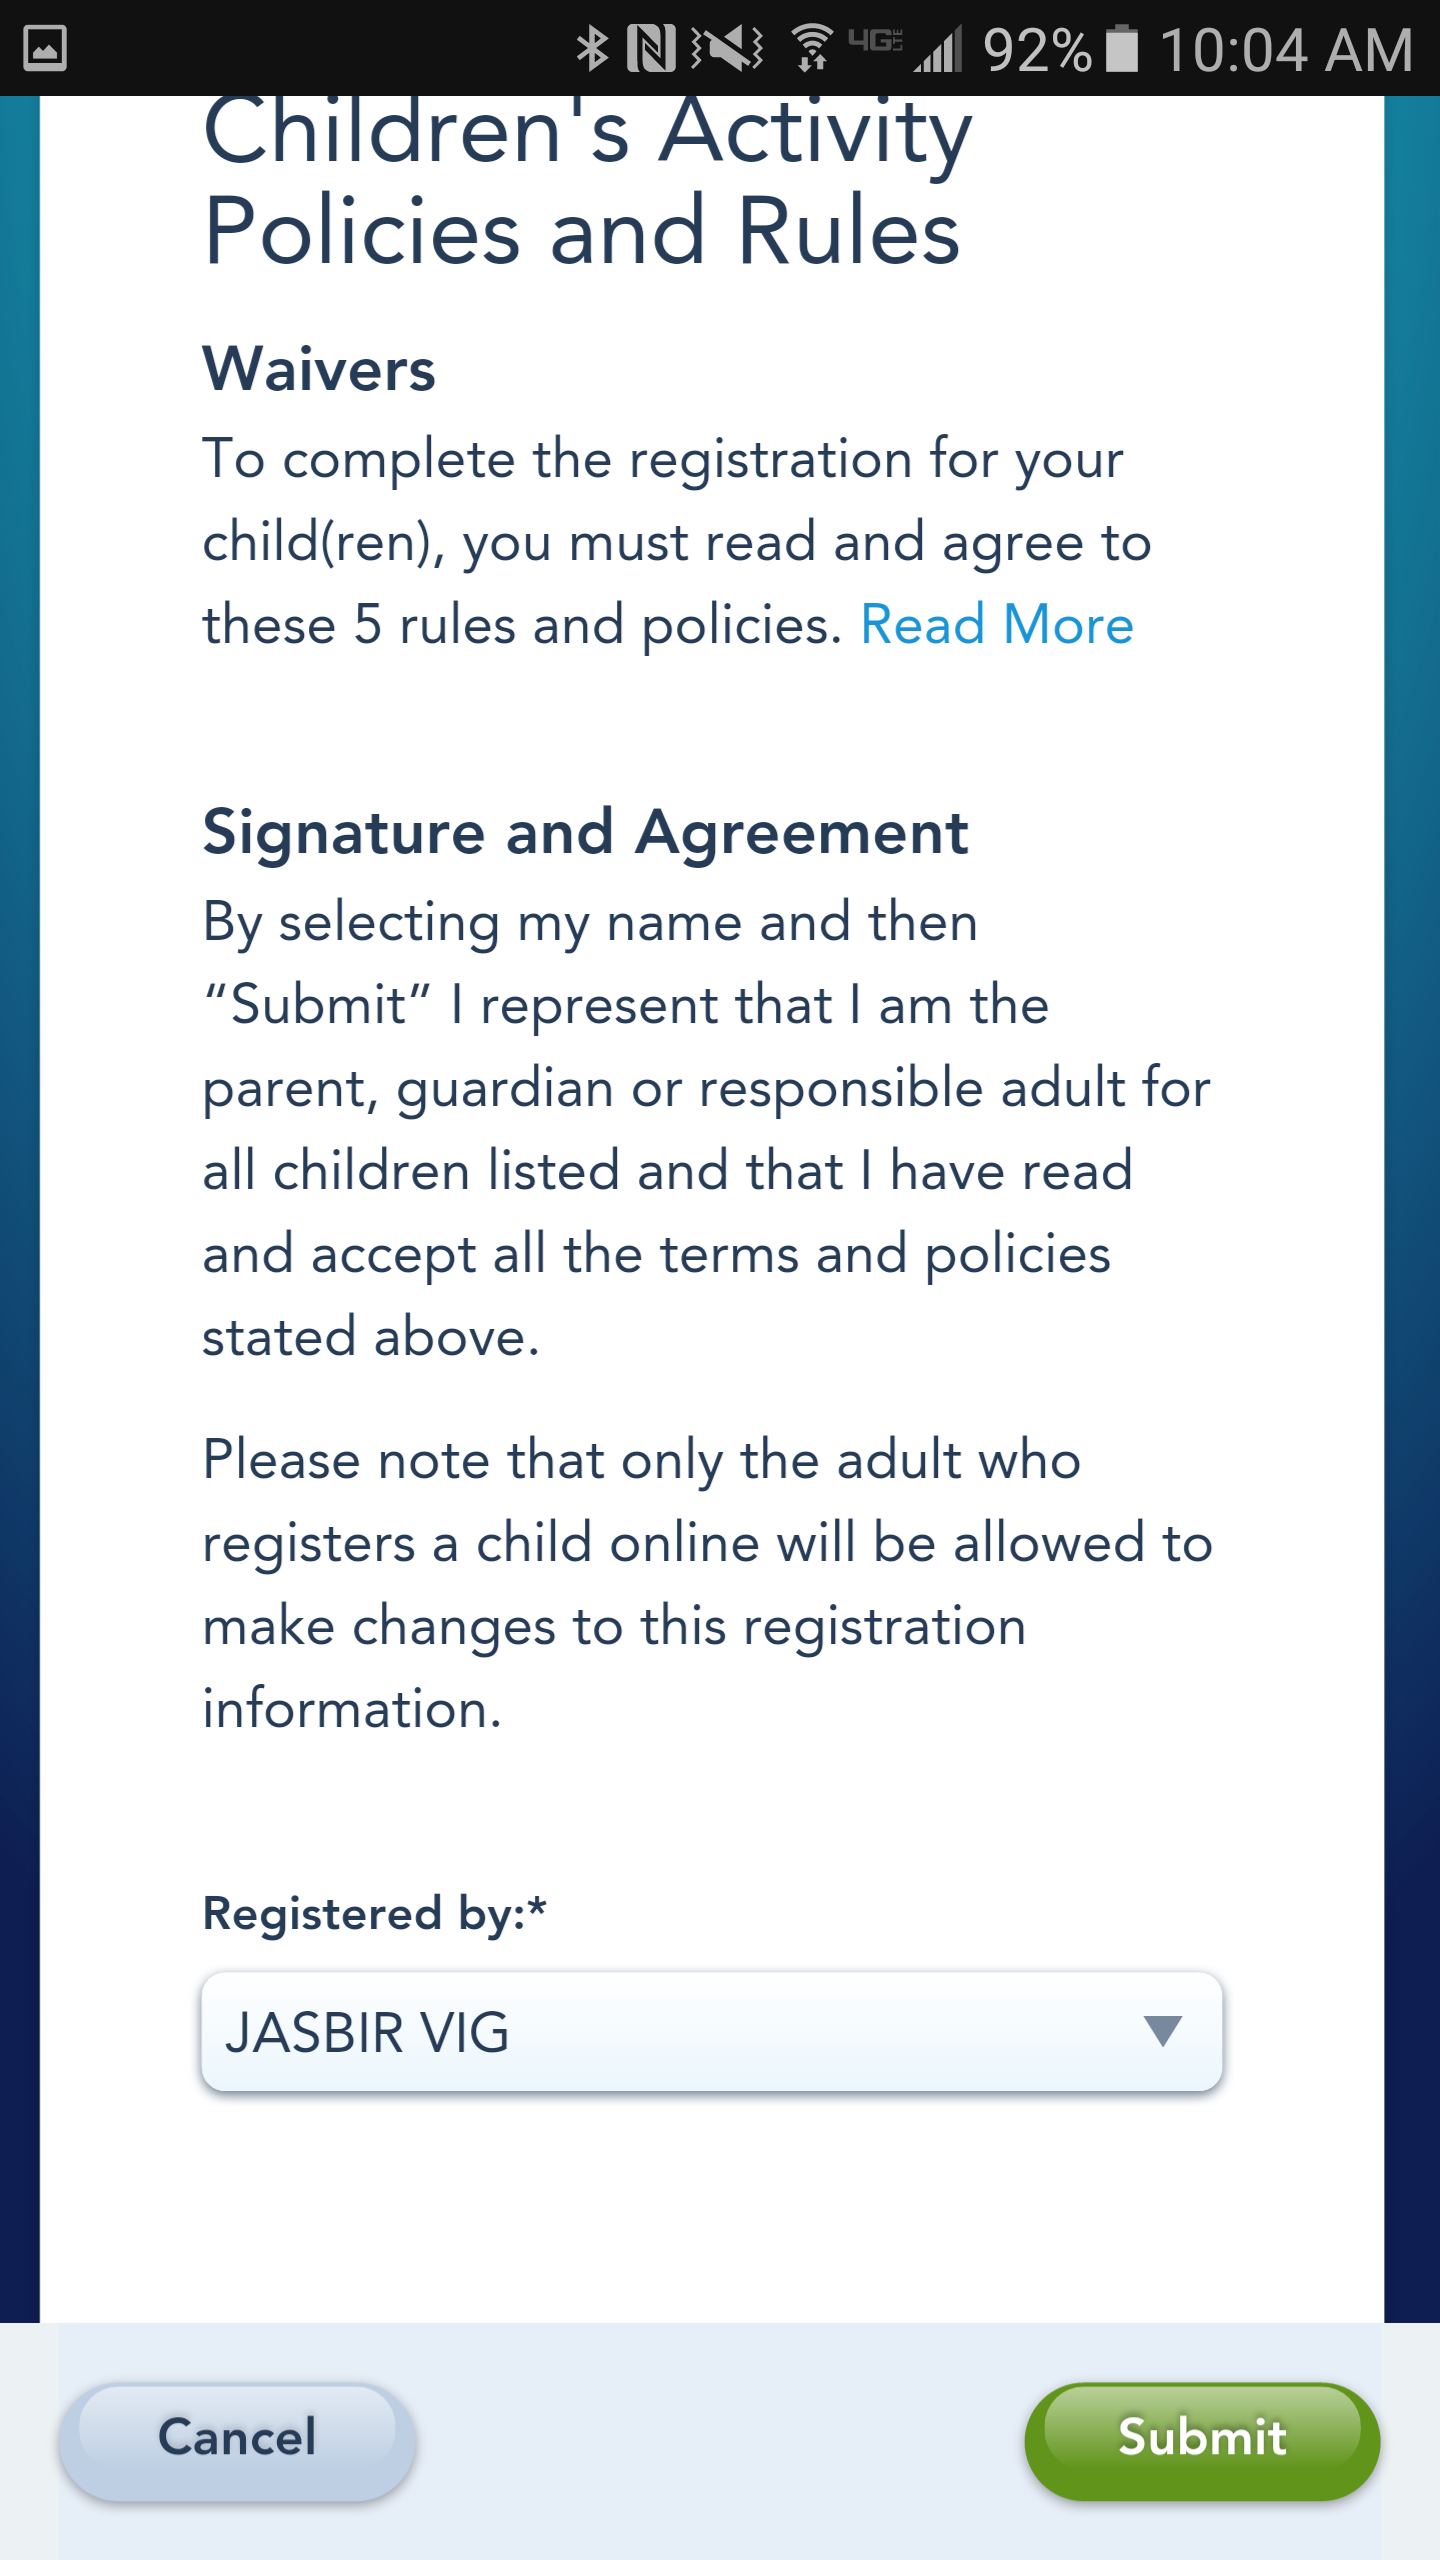 4G LTE 92% 10:04 AM
Children's Activity
Policies and Rules
Waivers
To complete the registration for your
child(ren), you must read and agree to
these 5 rules and policies. Read More
Signature and Agreement
By selecting my name and then
“Submit” I represent that I am the
parent, guardian or responsible adult for
all children listed and that I have read
and accept all the terms and policies
stated above.
Please note that only the adult who
registers a child online will be allowed to
make changes to this registration
information.
Registered by:*
JASBIR VIG
Cancel Submit